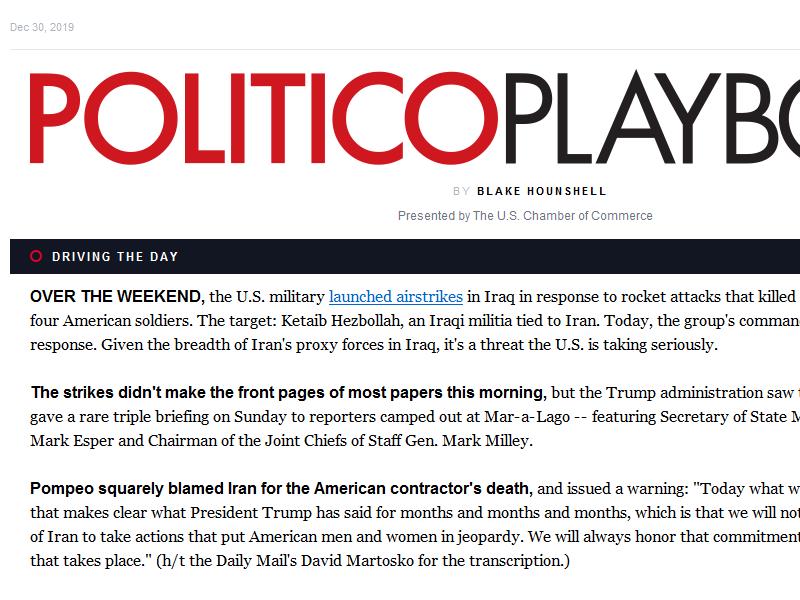 Dec 30, 2019
POLITICOPLAYBO
BY BLAKE HOUNSHELL
Presented by The U.S. Chamber of Commerce
DRIVING THE DAY
OVER THE WEEKEND, the U.S. military launched airstrikes in Iraq in response to rocket attacks that killed
four American soldiers. The target: Ketaib Hezbollah, an Iraqi militia tied to Iran. Today, the group's comman
response. Given the breadth of Iran's proxy forces in Iraq, it's a threat the U.S. is taking seriously.
The strikes didn't make the front pages of most papers this morning, but the Trump administration saw t
gave a rare triple briefing on Sunday to reporters camped out at Mar-a-Lago -- featuring Secretary of State M
Mark Esper and Chairman of the Joint Chiefs of Staff Gen. Mark Milley.
Pompeo squarely blamed Iran for the American contractor's death, and issued a warning: "Today what w
that makes clear what President Trump has said for months and months and months, which is that we will not
of Iran to take actions that put American men and women in jeopardy. We will always honor that commitment
that takes place." (h/t the Daily Mail's David Martosko for the transcription.)